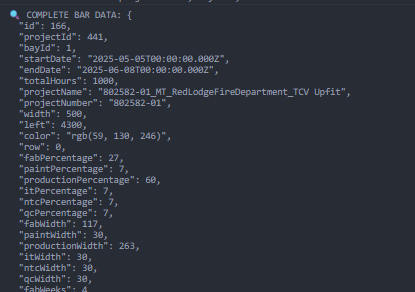 🔍 COMPLETE BAR DATA: {
"id": 166,
"projectId": 441,
"bayId": 1,
"startDate": "2025-05-05T00:00:00.000Z",
"endDate": "2025-06-08T00:00:00.000Z",
"totalHours": 1000,
"projectName": "802582-01_MT_RedLodgeFireDepartment_TCV Upfit",
"projectNumber": "802582-01",
"width": 500,
"left": 4300,
"color": "rgb(59, 130, 246)",
"row": 0,
"fabPercentage": 27,
"paintPercentage": 7,
"productionPercentage": 60,
"itPercentage": 7,
"ntcPercentage": 7,
"qcPercentage": 7,
"fabWidth": 117,
"paintWidth": 30,
"productionWidth": 263,
"itWidth": 30,
"ntcWidth": 30,
"qcWidth": 30,
"fabWeeks": 4